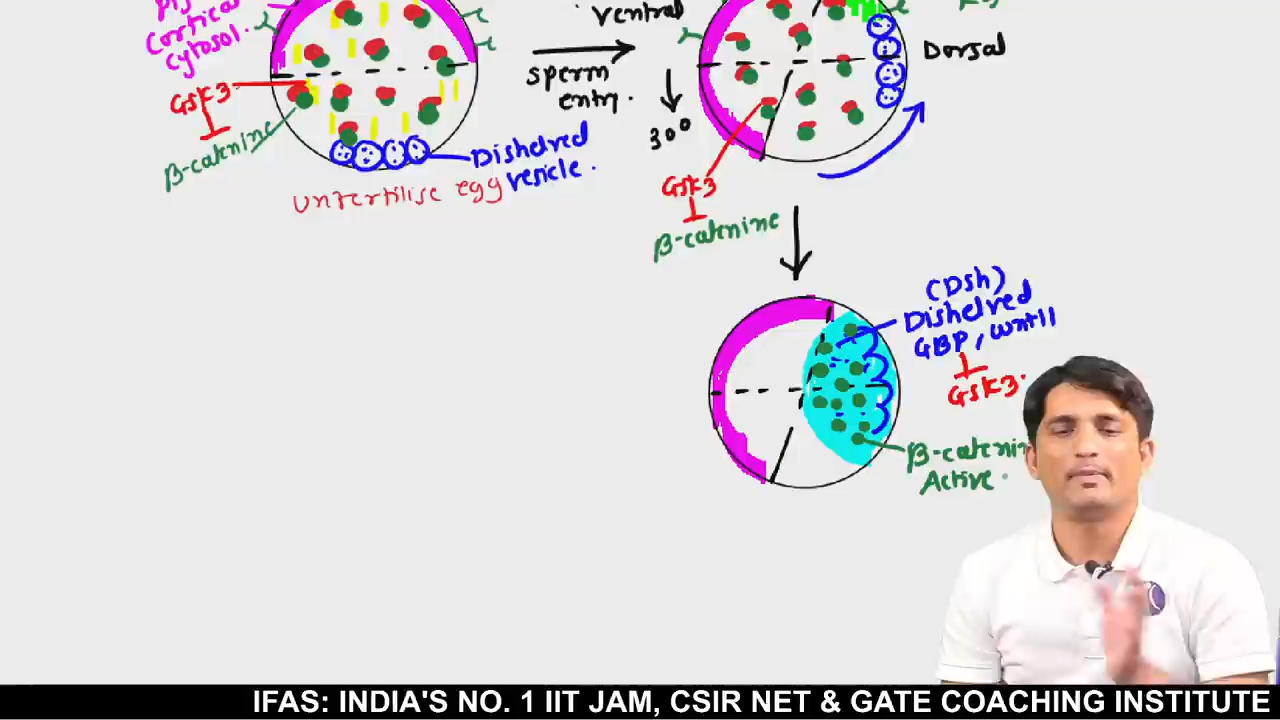 Cortical
Cytosol.
Gsk3
β-catenine
Dishelved
vesicle.
Unfertilise egg
sperm
entry.
ventral
30°
Dorsal
Gsk3
β-catenine
(Dsh)
Dishelved
GBP, wnt11
Gsk3.
β-catenin
Active
IFAS: INDIA'S NO. 1 IIT JAM, CSIR NET & GATE COACHING INSTITUTE